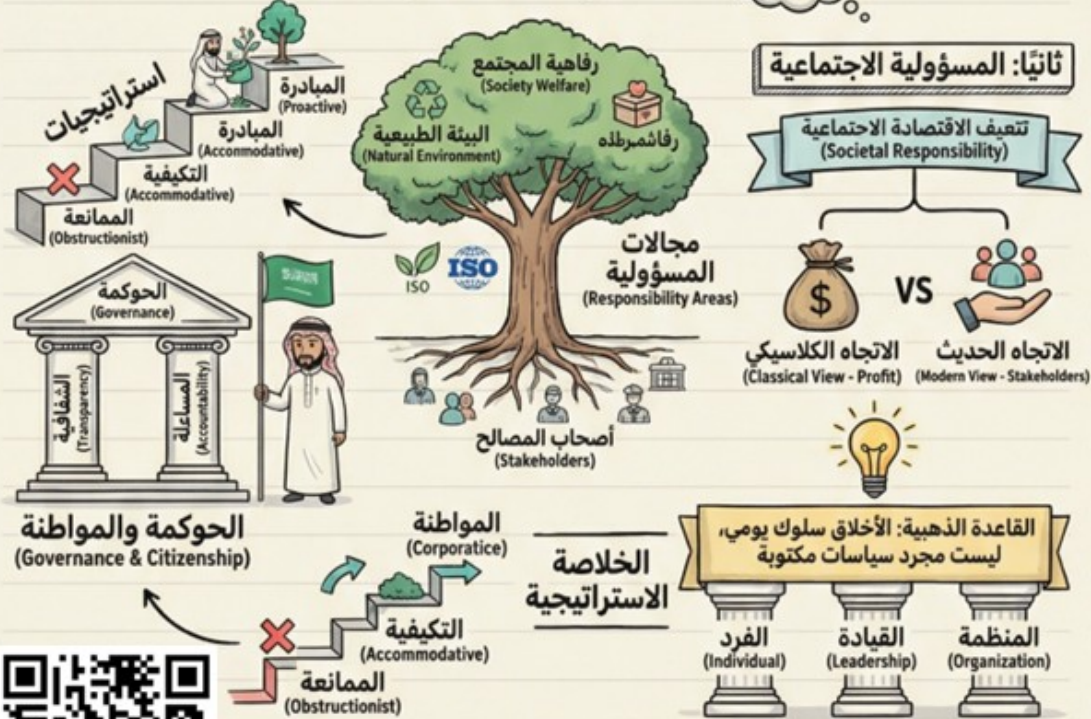 ثانيًا: المسؤولية الاجتماعية
تتعيف الاقتصادة الاجتماعية
(Societal Responsibility)
VS
$
الاتجاه الحديث
(Modern View - Stakeholders)
الاتجاه الكلاسيكي
(Classical View - Profit)
رفاهية المجتمع
(Society Welfare)
البيئة الطبيعية
(Natural Environment)
مجالات
المسؤولية
(Responsibility Areas)
ISO
ISO
أصحاب المصالح
(Stakeholders)
استراتيجيات
المبادرة
(Proactive)
المبادرة
(Accommodative)
التكيفية
(Accommodative)
الممانعة
(Obstructionist)
الحوكمة
(Governance)
الشفافية
(Transparency)
المساءلة
(Accountability)
الحوكمة والمواطنة
(Governance & Citizenship)
المواطنة
(Corporatice)
التكيفية
(Accommodative)
الممانعة
(Obstructionist)
الخلاصة
الاستراتيجية
القاعدة الذهبية: الأخلاق سلوك يومي،
ليست مجرد سياسات مكتوبة
المنظمة
(Organization)
القيادة
(Leadership)
الفرد
(Individual)